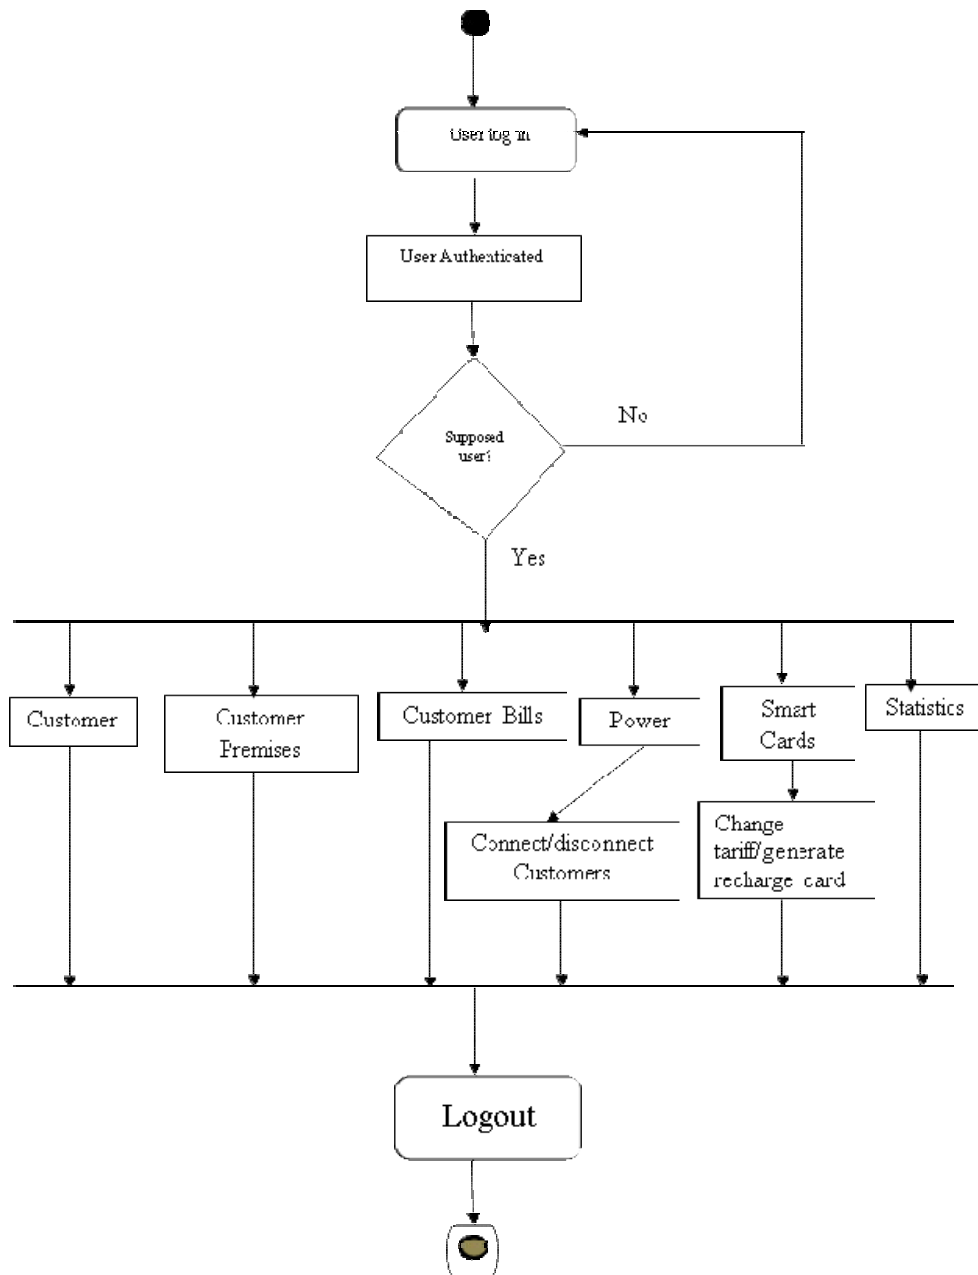 User log in
User Authenticated
Supposed
user?
No
Yes
Customer
Customer
Premises
Customer Bills
Power
Smart
Cards
Statistics
Connect/disconnect
Customers
Change
tariff/generate
recharge card
Logout